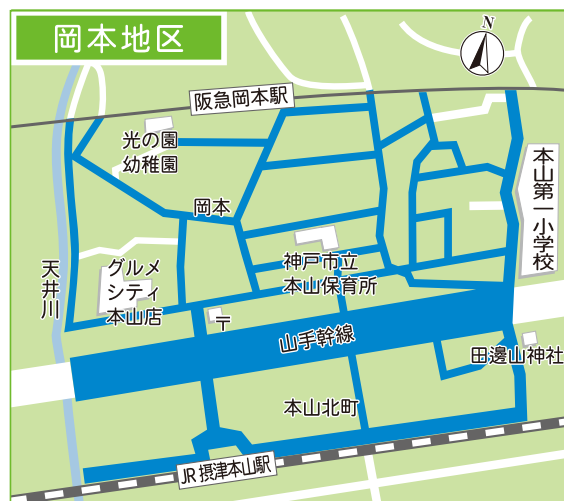 岡本地区
N
阪急岡本駅
光の園
幼稚園
本山第一小学校
岡本
天井川
グルメ
シティ
本山店
神戸市立
本山保育所
〒
山手幹線
田邊山神社
本山北町
JR 摂津本山駅